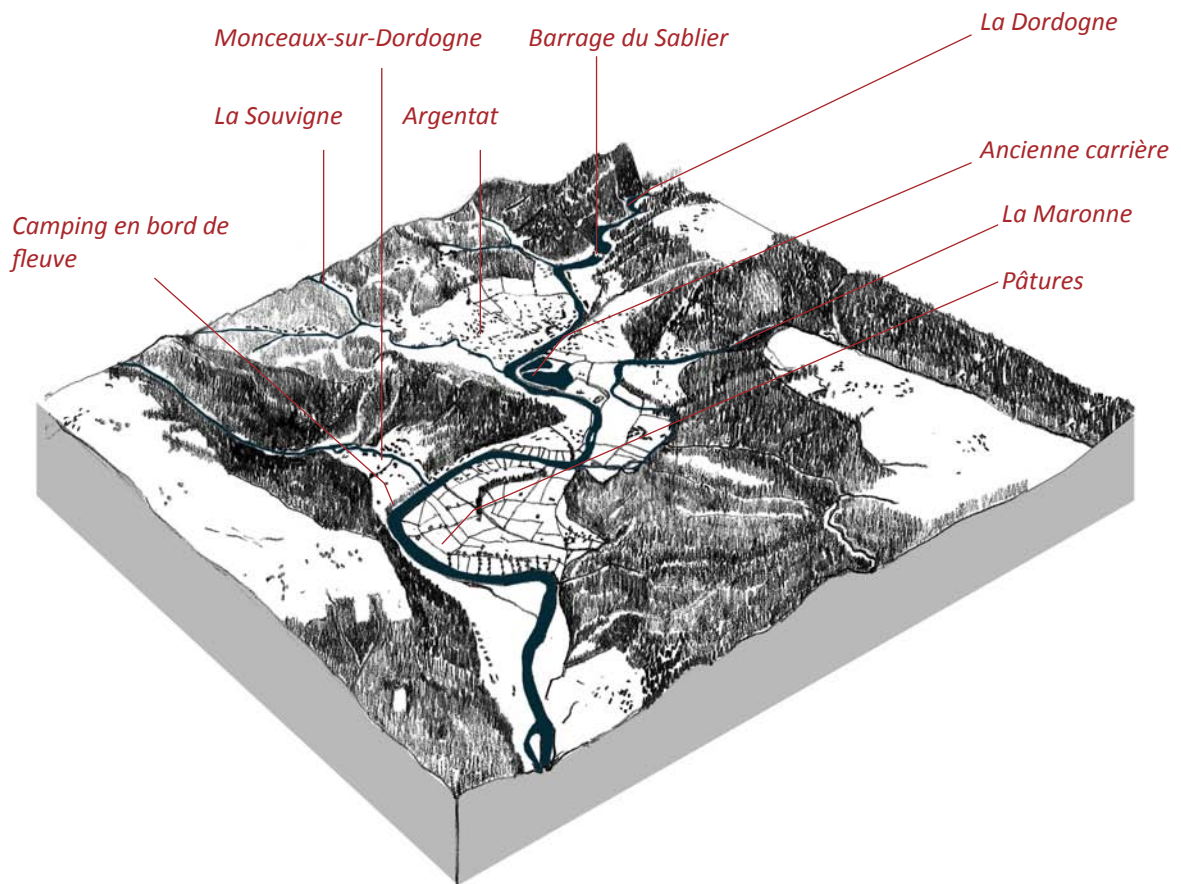 La Dordogne
Monceaux-sur-Dordogne
Barrage du Sablier
La Souvigne
Argentat
Ancienne carrière
La Maronne
Camping en bord de
fleuve
Pâtures